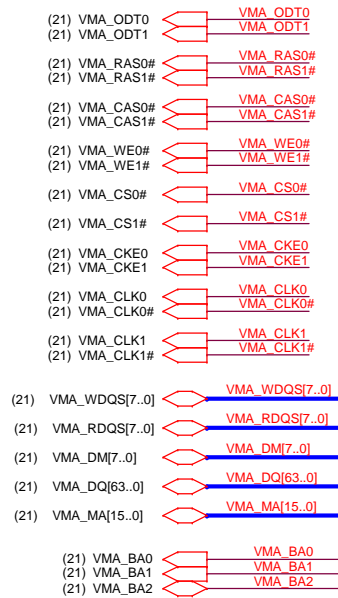 (21) VMA_ODT0 VMA_ODT0
(21) VMA_ODT1 VMA_ODT1
(21) VMA_RAS0# VMA_RAS0#
(21) VMA_RAS1# VMA_RAS1#
(21) VMA_CAS0# VMA_CAS0#
(21) VMA_CAS1# VMA_CAS1#
(21) VMA_WE0# VMA_WE0#
(21) VMA_WE1# VMA_WE1#
(21) VMA_CS0# VMA_CS0#
(21) VMA_CS1# VMA_CS1#
(21) VMA_CKE0 VMA_CKE0
(21) VMA_CKE1 VMA_CKE1
(21) VMA_CLK0 VMA_CLK0
(21) VMA_CLK0# VMA_CLK0#
(21) VMA_CLK1 VMA_CLK1
(21) VMA_CLK1# VMA_CLK1#
(21) VMA_WDQS[7..0] VMA_WDQS[7..0]
(21) VMA_RDQS[7..0] VMA_RDQS[7..0]
(21) VMA_DM[7..0] VMA_DM[7..0]
(21) VMA_DQ[63..0] VMA_DQ[63..0]
(21) VMA_MA[15..0] VMA_MA[15..0]
(21) VMA_BA0 VMA_BA0
(21) VMA_BA1 VMA_BA1
(21) VMA_BA2 VMA_BA2